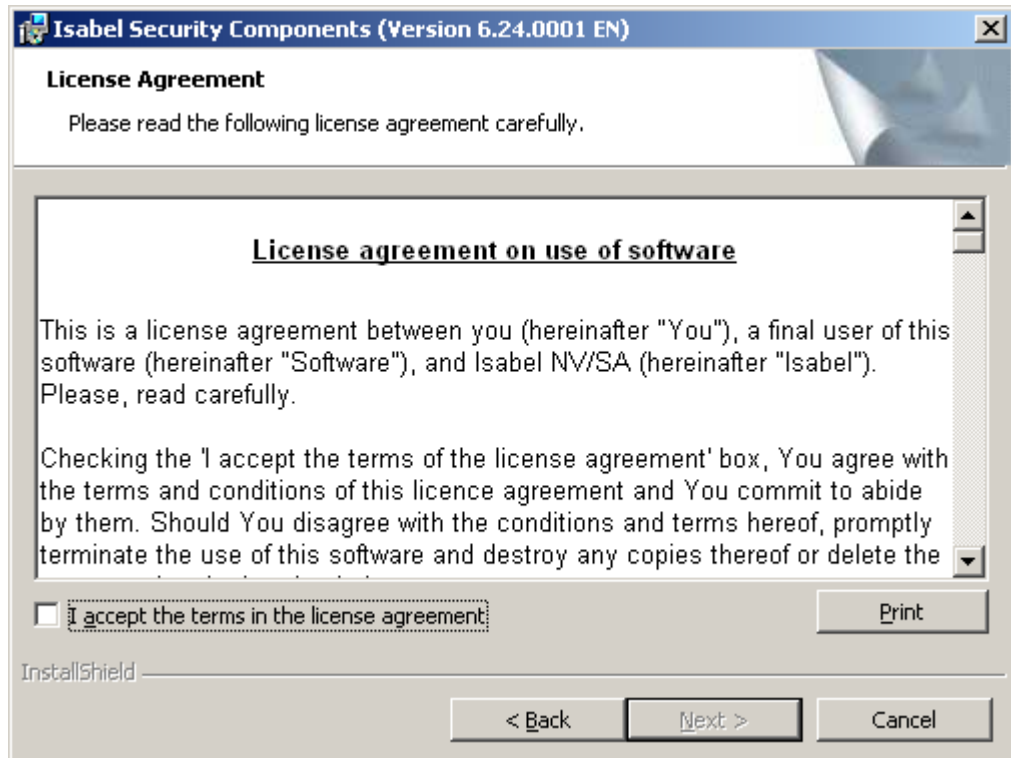 Isabel Security Components (Version 6.24.0001 EN)
License Agreement
Please read the following license agreement carefully.
License agreement on use of software
This is a license agreement between you (hereinafter "You"), a final user of this
software (hereinafter "Software"), and Isabel NV/SA (hereinafter "Isabel").
Please, read carefully.
Checking the 'I accept the terms of the license agreement' box, You agree with
the terms and conditions of this licence agreement and You commit to abide
by them. Should You disagree with the conditions and terms hereof, promptly
terminate the use of this software and destroy any copies thereof or delete the
I accept the terms in the license agreement
Print
InstallShield
< Back
Next >
Cancel